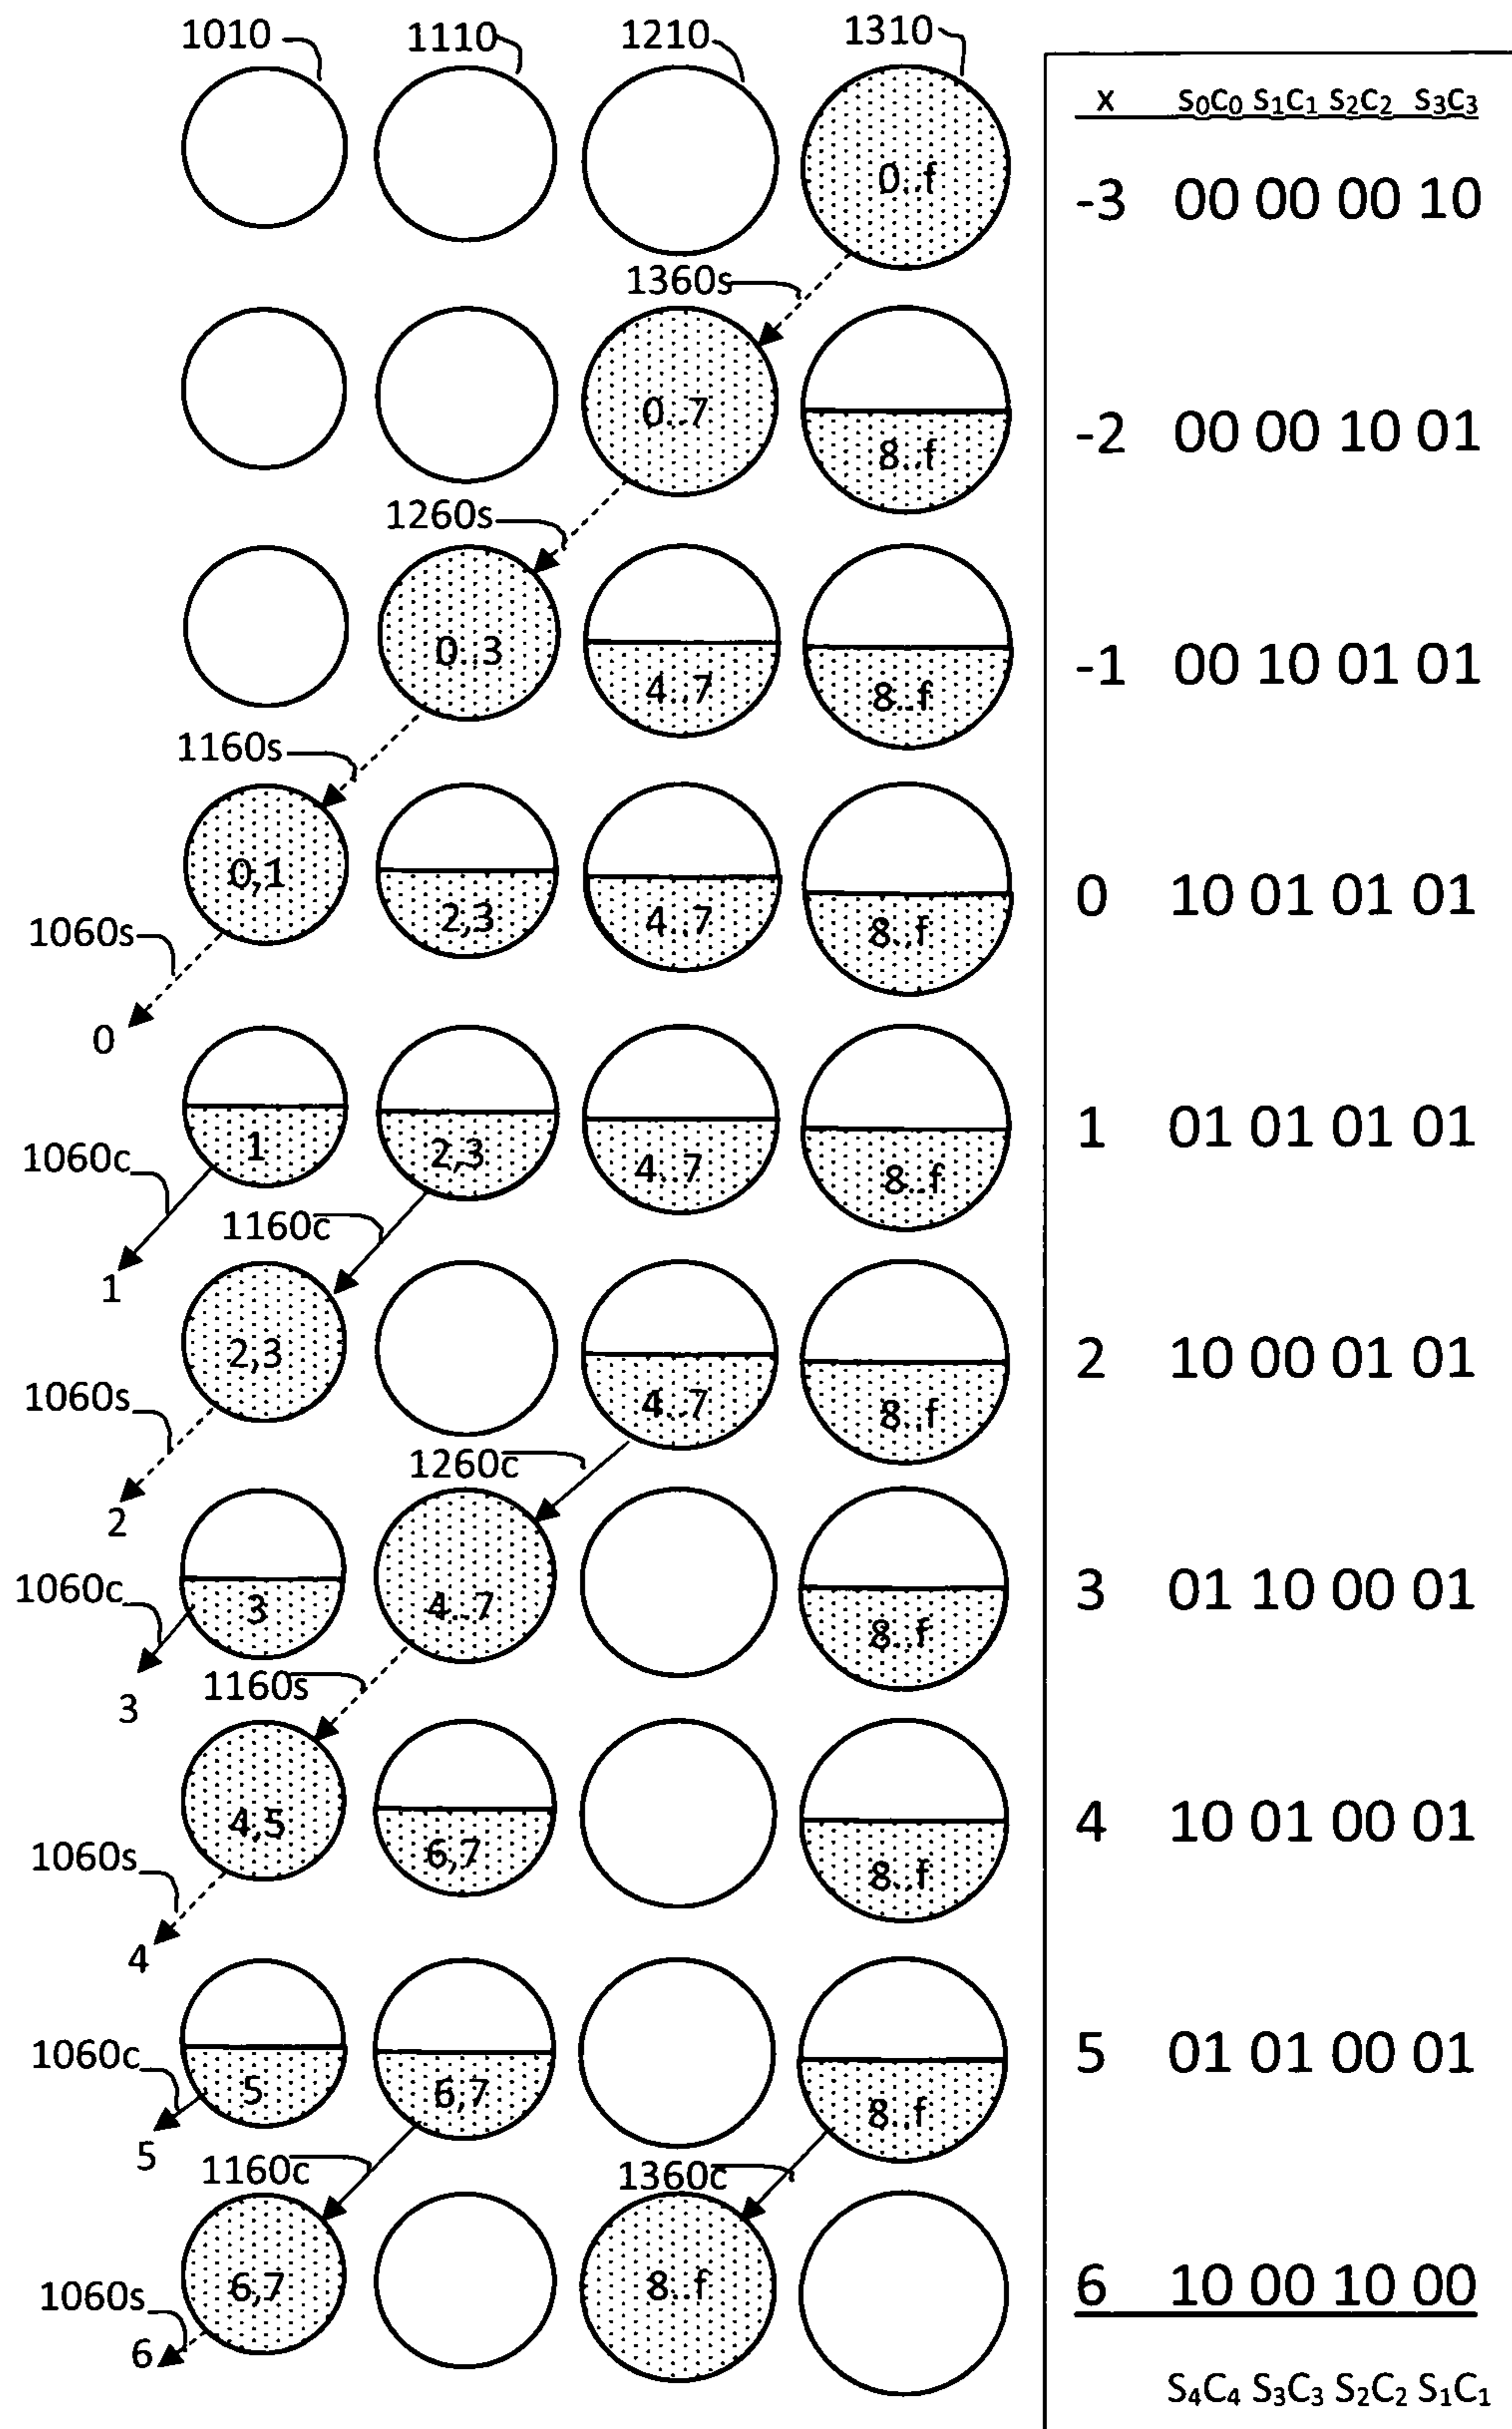 1010 1110 1210 1310
x S₀C₀ S₁C₁ S₂C₂ S₃C₃
0..f
-3 00 00 00 10
1360s
0..7 8..f
-2 00 00 10 01
1260s
0..3 4..7 8..f
-1 00 10 01 01
1160s
0,1 2,3 4..7 8..f
0 10 01 01 01
1060s
0
1 2,3 4..7 8..f
1 01 01 01 01
1060c
1160c
1
2,3 4..7 8..f
2 10 00 01 01
1060s
1260c
2
3 4..7 8..f
3 01 10 00 01
1060c
1160s
3
4,5 6,7 8..f
4 10 01 00 01
1060s
4
5 6,7 8..f
5 01 01 00 01
1060c
5
1160c 1360c
6,7 8..f
6 10 00 10 00
1060s
6
S₄C₄ S₃C₃ S₂C₂ S₁C₁